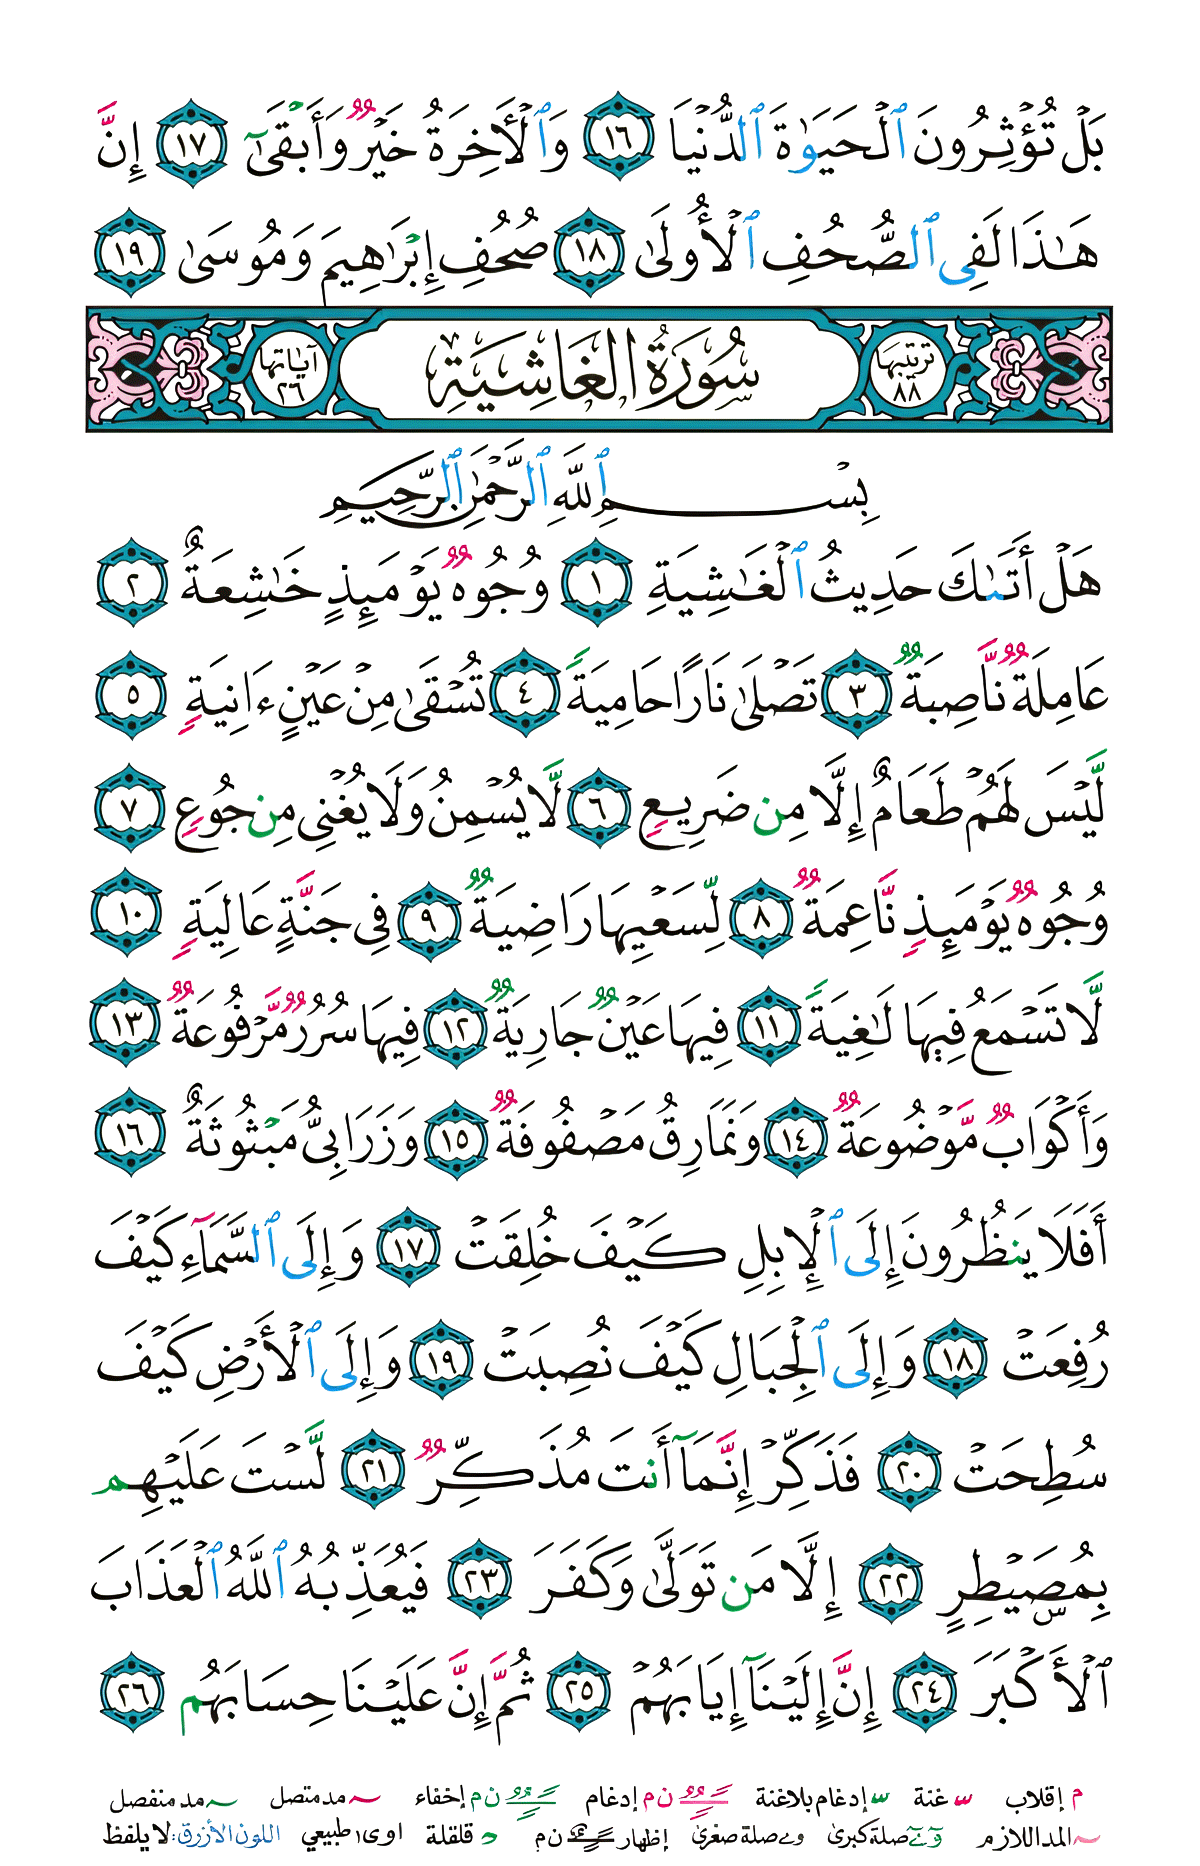 بَلْ تُؤْثِرُونَ ٱلْحَيَوٰةَ ٱلدُّنْيَا ١٦ وَٱلْـَٔاخِرَةُ خَيْرٌ وَأَبْقَىٰٓ ١٧ إِنَّ
هَـٰذَا لَفِى ٱلصُّحُفِ ٱلْأُولَىٰ ١٨ صُحُفِ إِبْرَٰهِيمَ وَمُوسَىٰ ١٩
ترتيبها ٨٨ سُورَةُ الغَاشِيَةِ آياتها ٢٦
بِسْمِ ٱللَّهِ ٱلرَّحْمَـٰنِ ٱلرَّحِيمِ
هَلْ أَتَىٰكَ حَدِيثُ ٱلْغَـٰشِيَةِ ١ وُجُوهٌ يَوْمَئِذٍ خَـٰشِعَةٌ ٢
عَامِلَةٌ نَّاصِبَةٌ ٣ تَصْلَىٰ نَارًا حَامِيَةً ٤ تُسْقَىٰ مِنْ عَيْنٍ ءَانِيَةٍ ٥
لَّيْسَ لَهُمْ طَعَامٌ إِلَّا مِن ضَرِيعٍ ٦ لَّا يُسْمِنُ وَلَا يُغْنِى مِن جُوعٍ ٧
وُجُوهٌ يَوْمَئِذٍ نَّاعِمَةٌ ٨ لِّسَعْيِهَا رَاضِيَةٌ ٩ فِى جَنَّةٍ عَالِيَةٍ ١٠
لَّا تَسْمَعُ فِيهَا لَـٰغِيَةً ١١ فِيهَا عَيْنٌ جَارِيَةٌ ١٢ فِيهَا سُرُرٌ مَّرْفُوعَةٌ ١٣
وَأَكْوَابٌ مَّوْضُوعَةٌ ١٤ وَنَمَارِقُ مَصْفُوفَةٌ ١٥ وَزَرَابِىُّ مَبْثُوثَةٌ ١٦
أَفَلَا يَنظُرُونَ إِلَى ٱلْإِبِلِ كَيْفَ خُلِقَتْ ١٧ وَإِلَى ٱلسَّمَآءِ كَيْفَ
رُفِعَتْ ١٨ وَإِلَى ٱلْجِبَالِ كَيْفَ نُصِبَتْ ١٩ وَإِلَى ٱلْأَرْضِ كَيْفَ
سُطِحَتْ ٢٠ فَذَكِّرْ إِنَّمَآ أَنتَ مُذَكِّرٌ ٢١ لَّسْتَ عَلَيْهِم
بِمُصَۣيْطِرٍ ٢٢ إِلَّا مَن تَوَلَّىٰ وَكَفَرَ ٢٣ فَيُعَذِّبُهُ ٱللَّهُ ٱلْعَذَابَ
ٱلْأَكْبَرَ ٢٤ إِنَّ إِلَيْنَآ إِيَابَهُمْ ٢٥ ثُمَّ إِنَّ عَلَيْنَا حِسَابَهُم ٢٦
م إقلاب ـّ غنة ـّ إدغام بلاغنة ن م إدغام ن م إخفاء ~ مد متصل ~ مد منفصل
~ المد اللازم صلة كبرى و ے صلة صغرى إظهار ن م قلقلة اوى طبيعي اللون الأزرق: لا يلفظ